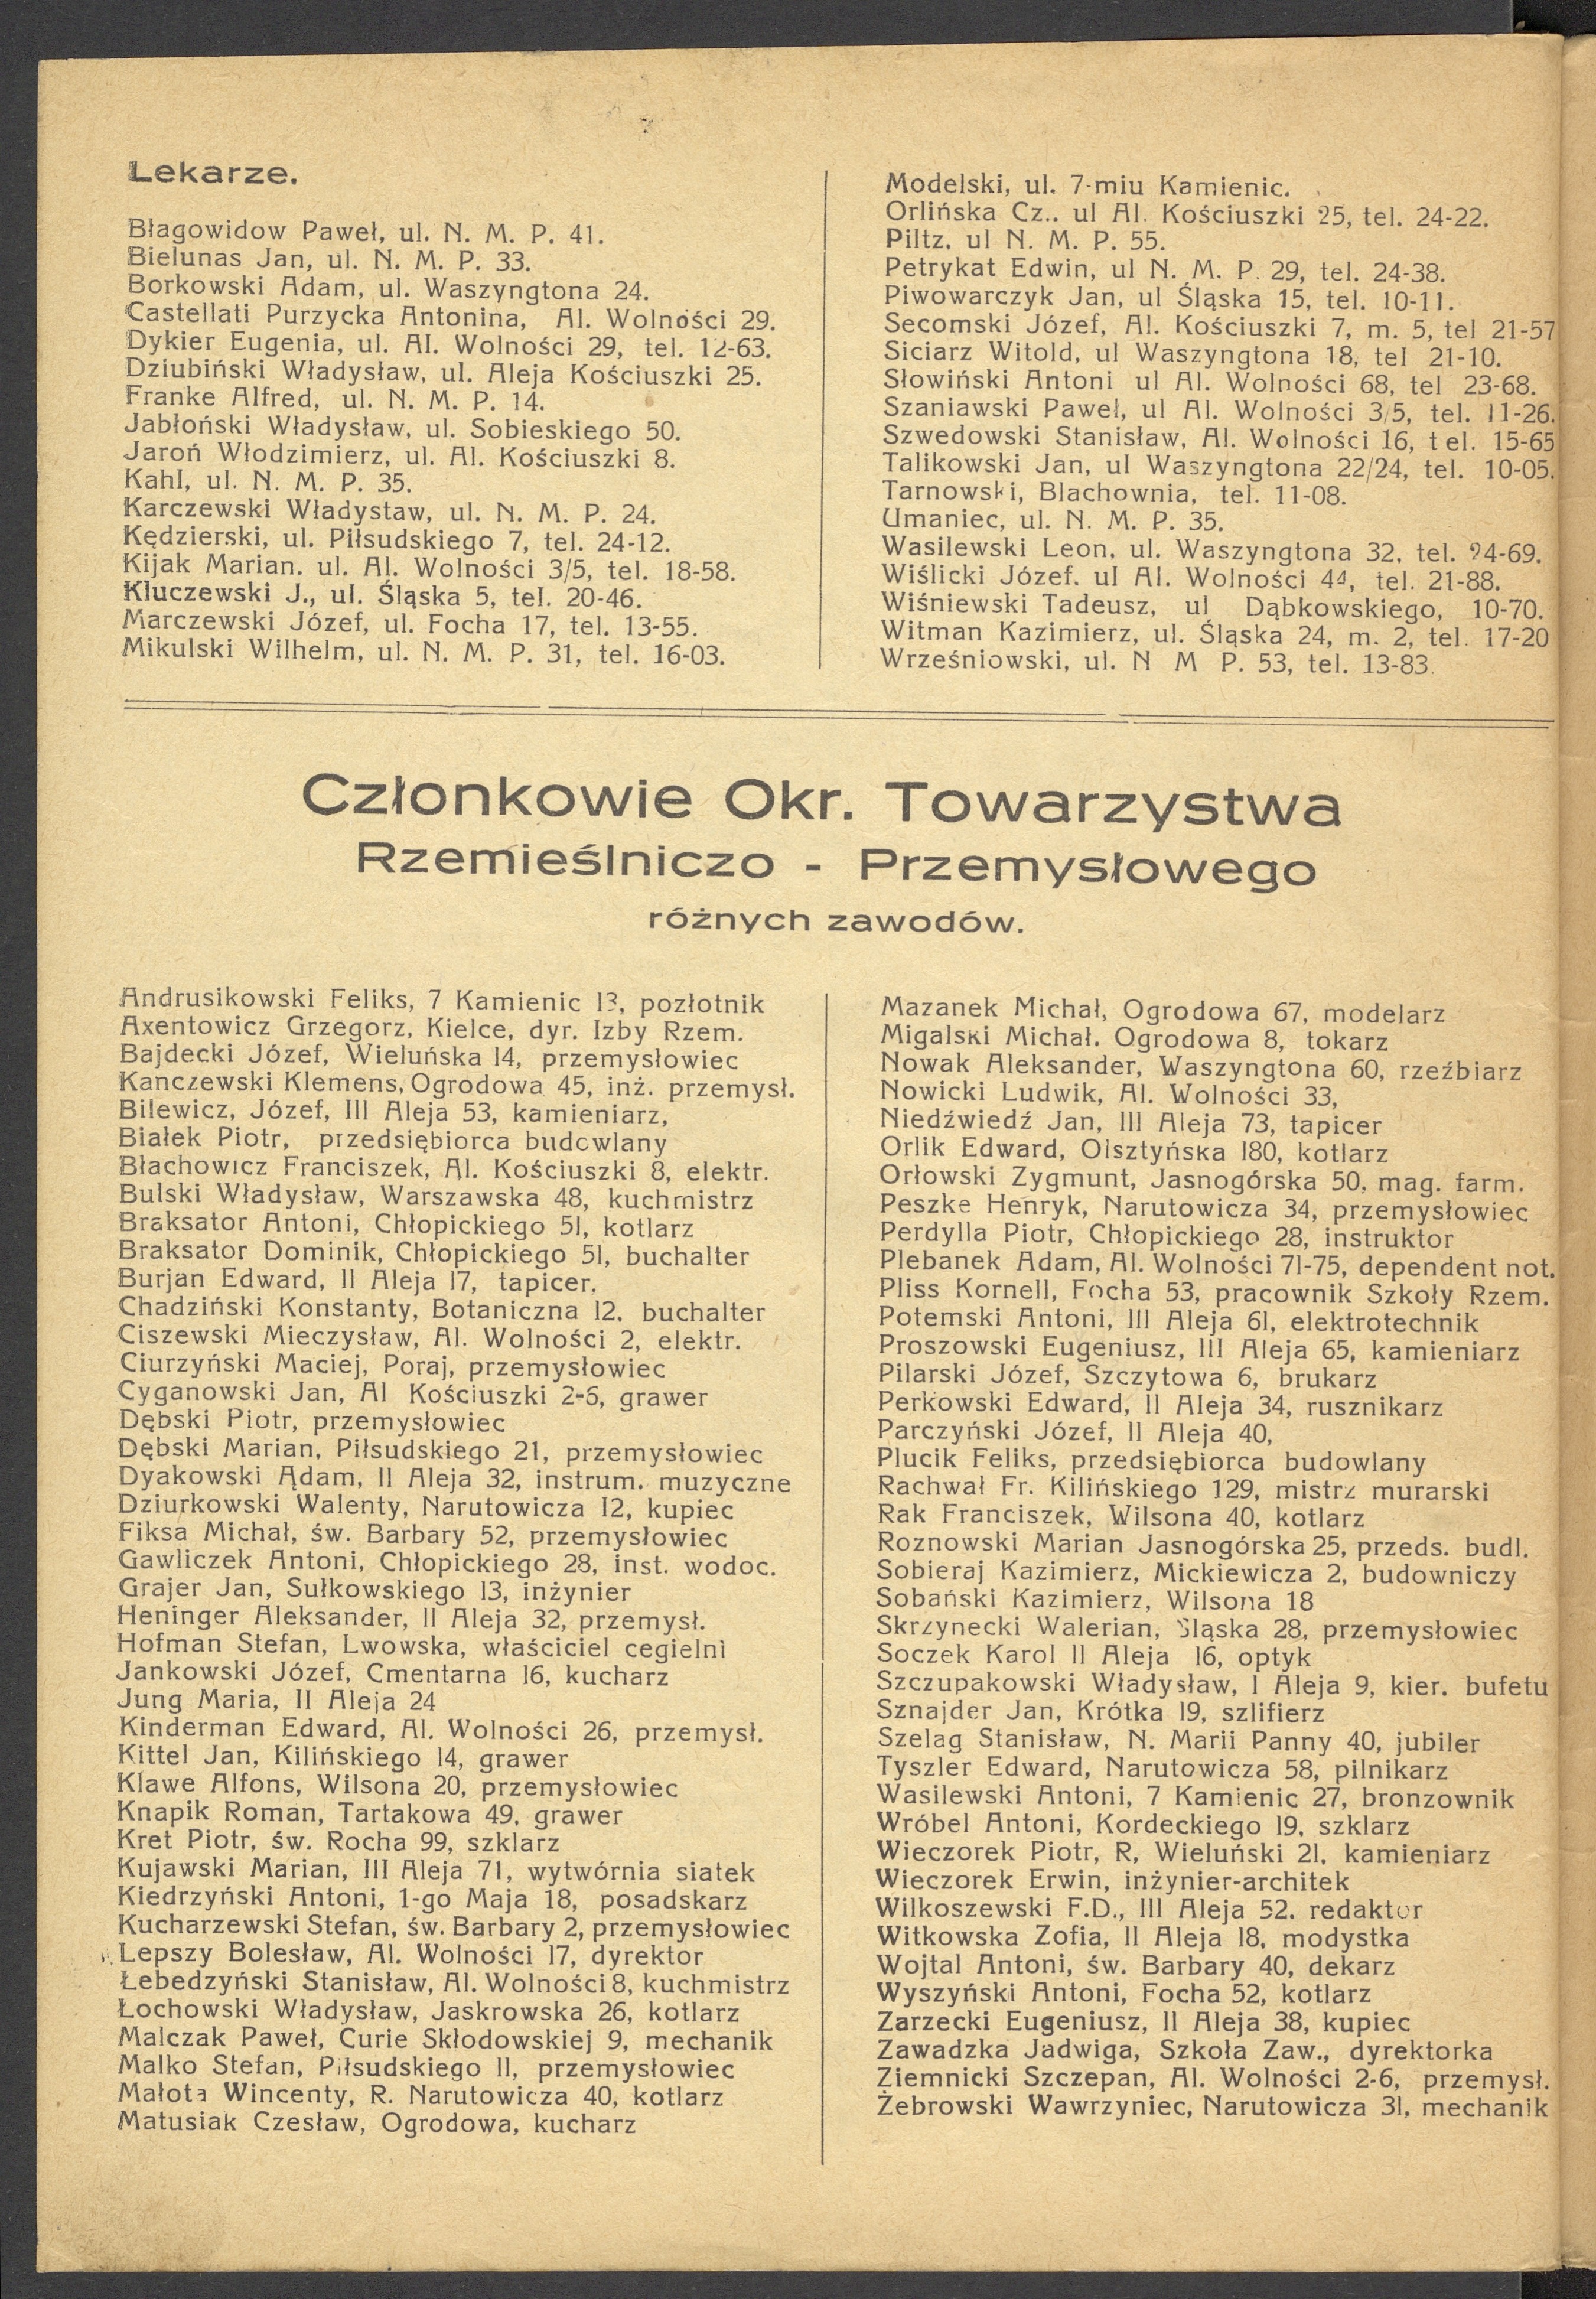 Lekarze.
Błagowidow Paweł, ul. N. M. P. 41.
Bielunas Jan, ul. N. M. P. 33.
Borkowski Adam, ul. Waszyngtona 24.
Castellati Purzycka Antonina, Al. Wolności 29.
Dykier Eugenia, ul. Al. Wolności 29, tel. 12-63.
Dziubiński Władysław, ul. Aleja Kościuszki 25.
Franke Alfred, ul. N. M. P. 14.
Jabłoński Władysław, ul. Sobieskiego 50.
Jaroń Włodzimierz, ul. Al. Kościuszki 8.
Kahl, ul. N. M. P. 35.
Karczewski Władystaw, ul. N. M. P. 24.
Kędzierski, ul. Piłsudskiego 7, tel. 24-12.
Kijak Marian. ul. Al. Wolności 3/5, tel. 18-58.
Kluczewski J., ul. Śląska 5, tel. 20-46.
Marczewski Józef, ul. Focha 17, tel. 13-55.
Mikulski Wilhelm, ul. N. M. P. 31, tel. 16-03.
Modelski, ul. 7-miu Kamienic.
Orlińska Cz.. ul Al. Kościuszki 25, tel. 24-22.
Piltz, ul N. M. P. 55.
Petrykat Edwin, ul N. M. P. 29, tel. 24-38.
Piwowarczyk Jan, ul Śląska 15, tel. 10-11.
Secomski Józef, Al. Kościuszki 7, m. 5, tel 21-57
Siciarz Witold, ul Waszyngtona 18, tel 21-10.
Słowiński Antoni ul Al. Wolności 68, tel 23-68.
Szaniawski Paweł, ul Al. Wolności 3/5, tel. 11-26.
Szwedowski Stanisław, Al. Wolności 16, t el. 15-65
Talikowski Jan, ul Waszyngtona 22/24, tel. 10-05.
Tarnowski, Blachownia, tel. 11-08.
Umaniec, ul. N. M. P. 35.
Wasilewski Leon, ul. Waszyngtona 32, tel. 24-69.
Wiślicki Józef. ul Al. Wolności 44, tel. 21-88.
Wiśniewski Tadeusz, ul Dąbkowskiego, 10-70.
Witman Kazimierz, ul. Śląska 24, m. 2, tel. 17-20
Wrześniowski, ul. N M P. 53, tel. 13-83.
Członkowie Okr. Towarzystwa
Rzemieślniczo - Przemysłowego
różnych zawodów.
Andrusikowski Feliks, 7 Kamienic 13, pozłotnik
Axentowicz Grzegorz, Kielce, dyr. Izby Rzem.
Bajdecki Józef, Wieluńska 14, przemysłowiec
Kanczewski Klemens, Ogrodowa 45, inż. przemysł.
Bilewicz, Józef, III Aleja 53, kamieniarz,
Białek Piotr, przedsiębiorca budowlany
Błachowicz Franciszek, Al. Kościuszki 8, elektr.
Bulski Władysław, Warszawska 48, kuchmistrz
Braksator Antoni, Chłopickiego 51, kotlarz
Braksator Dominik, Chłopickiego 51, buchalter
Burjan Edward, II Aleja 17, tapicer.
Chadziński Konstanty, Botaniczna 12. buchalter
Ciszewski Mieczysław, Al. Wolności 2, elektr.
Ciurzyński Maciej, Poraj, przemysłowiec
Cyganowski Jan, Al Kościuszki 2-6, grawer
Dębski Piotr, przemysłowiec
Dębski Marian, Piłsudskiego 21, przemysłowiec
Dyakowski Adam, II Aleja 32, instrum. muzyczne
Dziurkowski Walenty, Narutowicza 12, kupiec
Fiksa Michał, św. Barbary 52, przemysłowiec
Gawliczek Antoni, Chłopickiego 28, inst. wodoc.
Grajer Jan, Sułkowskiego 13, inżynier
Heninger Aleksander, II Aleja 32, przemysł.
Hofman Stefan, Lwowska, właściciel cegielni
Jankowski Józef, Cmentarna 16, kucharz
Jung Maria, II Aleja 24
Kinderman Edward, Al. Wolności 26, przemysł.
Kittel Jan, Kilińskiego 14, grawer
Klawe Alfons, Wilsona 20, przemysłowiec
Knapik Roman, Tartakowa 49, grawer
Kret Piotr, św. Rocha 99, szklarz
Kujawski Marian, III Aleja 71, wytwórnia siatek
Kiedrzyński Antoni, 1-go Maja 18, posadskarz
Kucharzewski Stefan, św. Barbary 2, przemysłowiec
Lepszy Bolesław, Al. Wolności 17, dyrektor
Łebedzyński Stanisław, Al. Wolności 8, kuchmistrz
Łochowski Władysław, Jaskrowska 26, kotlarz
Malczak Paweł, Curie Skłodowskiej 9, mechanik
Malko Stefan, Piłsudskiego 11, przemysłowiec
Małota Wincenty, R. Narutowicza 40, kotlarz
Matusiak Czesław, Ogrodowa, kucharz
Mazanek Michał, Ogrodowa 67, modelarz
Migalski Michał. Ogrodowa 8, tokarz
Nowak Aleksander, Waszyngtona 60, rzeźbiarz
Nowicki Ludwik, Al. Wolności 33,
Niedźwiedź Jan, III Aleja 73, tapicer
Orlik Edward, Olsztyńska 180, kotlarz
Orłowski Zygmunt, Jasnogórska 50, mag. farm.
Peszke Henryk, Narutowicza 34, przemysłowiec
Perdylla Piotr, Chłopickiego 28, instruktor
Plebanek Adam, Al. Wolności 71-75, dependent not.
Pliss Kornell, Focha 53, pracownik Szkoły Rzem.
Potemski Antoni, III Aleja 61, elektrotechnik
Proszowski Eugeniusz, III Aleja 65, kamieniarz
Pilarski Józef, Szczytowa 6, brukarz
Perkowski Edward, II Aleja 34, rusznikarz
Parczyński Józef, II Aleja 40,
Plucik Feliks, przedsiębiorca budowlany
Rachwał Fr. Kilińskiego 129, mistrz murarski
Rak Franciszek, Wilsona 40, kotlarz
Roznowski Marian Jasnogórska 25, przeds. budl.
Sobieraj Kazimierz, Mickiewicza 2, budowniczy
Sobański Kazimierz, Wilsona 18
Skrzynecki Walerian, Śląska 28, przemysłowiec
Soczek Karol II Aleja 16, optyk
Szczupakowski Władysław, I Aleja 9, kier. bufetu
Sznajder Jan, Krótka 19, szlifierz
Szelag Stanisław, N. Marii Panny 40, jubiler
Tyszler Edward, Narutowicza 58, pilnikarz
Wasilewski Antoni, 7 Kamienic 27, bronzownik
Wróbel Antoni, Kordeckiego 19, szklarz
Wieczorek Piotr, R, Wieluński 21, kamieniarz
Wieczorek Erwin, inżynier-architek
Wilkoszewski F.D., III Aleja 52. redaktor
Witkowska Zofia, II Aleja 18, modystka
Wojtal Antoni, św. Barbary 40, dekarz
Wyszyński Antoni, Focha 52, kotlarz
Zarzecki Eugeniusz, II Aleja 38, kupiec
Zawadzka Jadwiga, Szkoła Zaw., dyrektorka
Ziemnicki Szczepan, Al. Wolności 2-6, przemysł.
Żebrowski Wawrzyniec, Narutowicza 31, mechanik